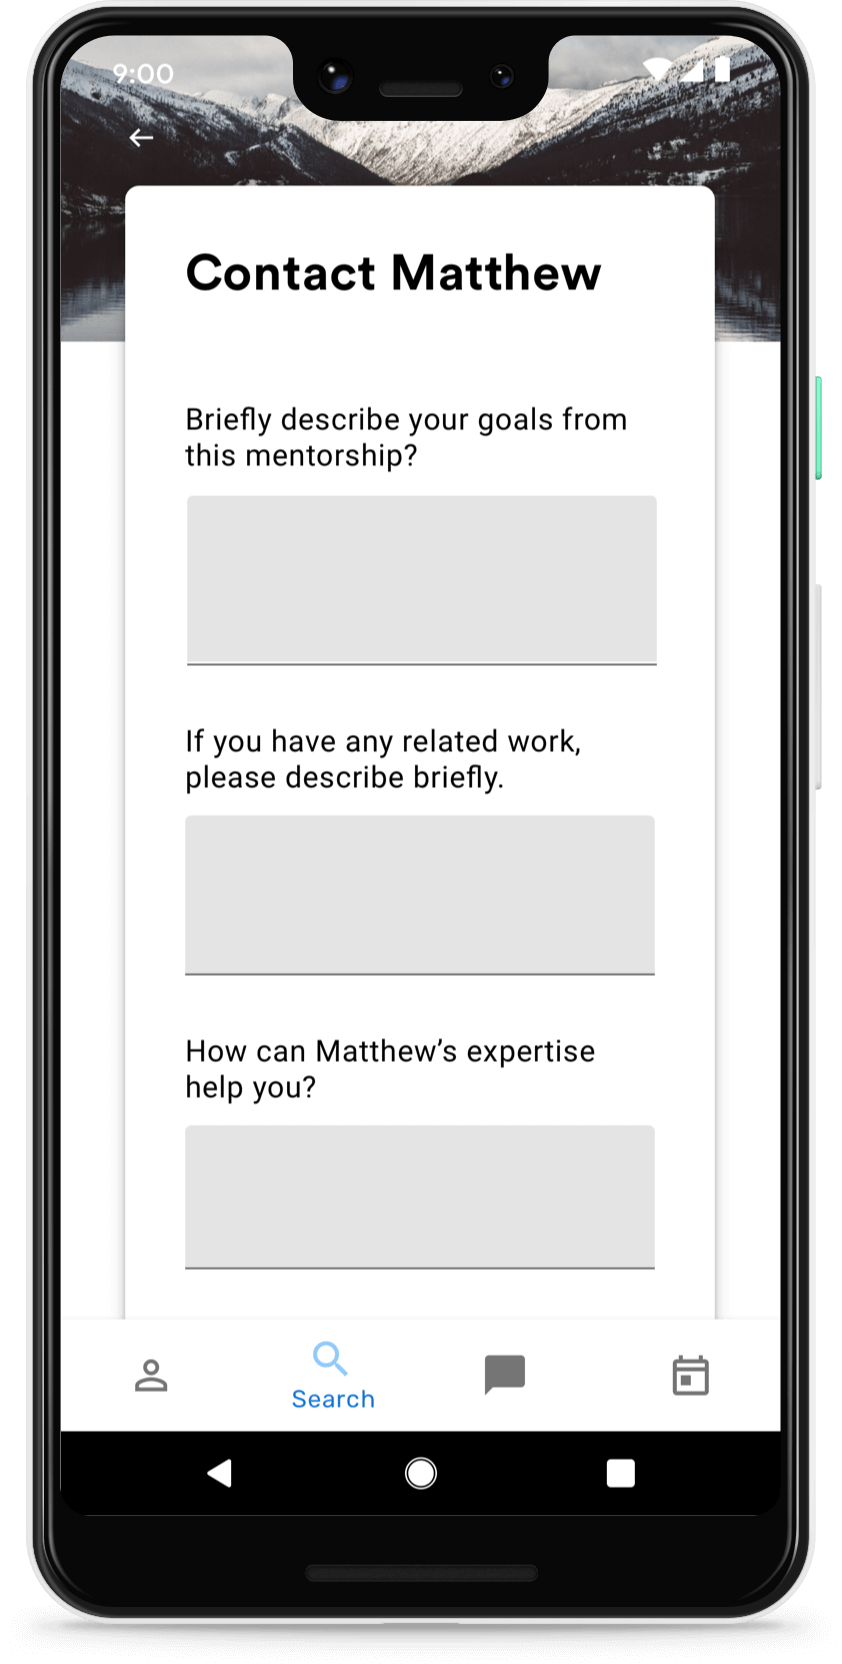 9:00
Contact Matthew
Briefly describe your goals from
this mentorship?
If you have any related work,
please describe briefly.
How can Matthew’s expertise
help you?
Search